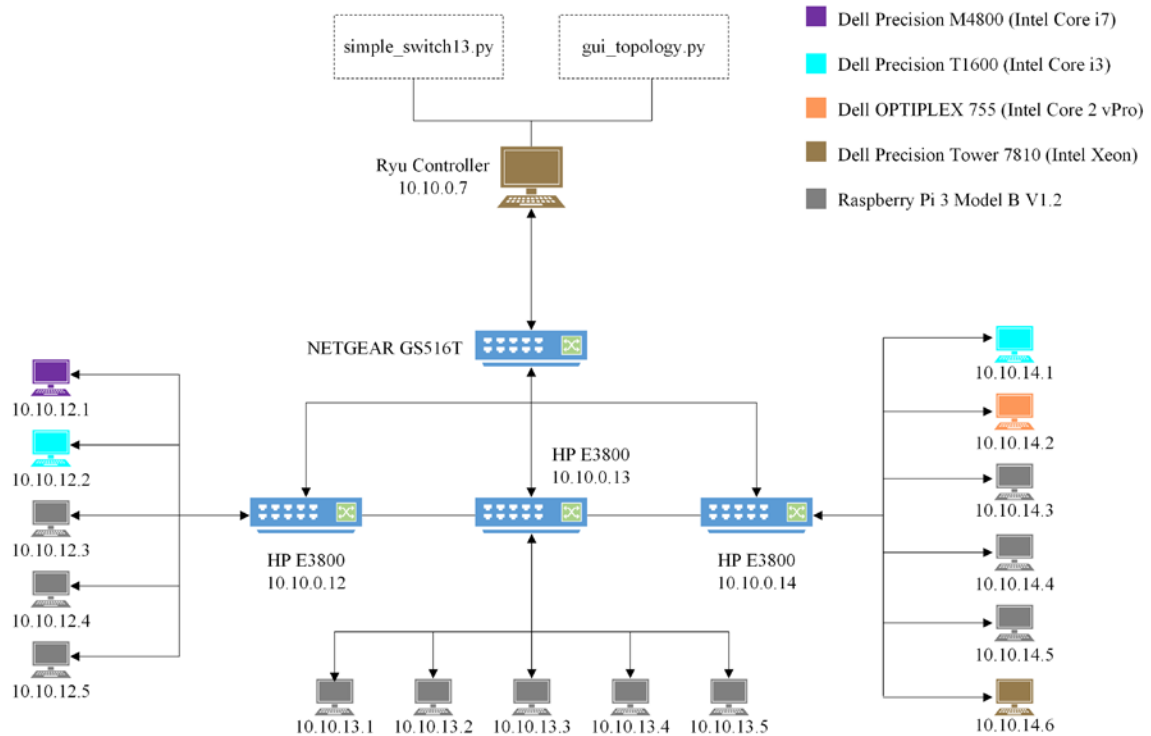 simple_switch13.py
gui_topology.py
Dell Precision M4800 (Intel Core i7)
Dell Precision T1600 (Intel Core i3)
Dell OPTIPLEX 755 (Intel Core 2 vPro)
Dell Precision Tower 7810 (Intel Xeon)
Raspberry Pi 3 Model B V1.2
Ryu Controller
10.10.0.7
NETGEAR GS516T
10.10.12.1
10.10.12.2
10.10.12.3
10.10.12.4
10.10.12.5
HP E3800
10.10.0.13
HP E3800
10.10.0.12
HP E3800
10.10.0.14
10.10.14.1
10.10.14.2
10.10.14.3
10.10.14.4
10.10.14.5
10.10.14.6
10.10.13.1
10.10.13.2
10.10.13.3
10.10.13.4
10.10.13.5